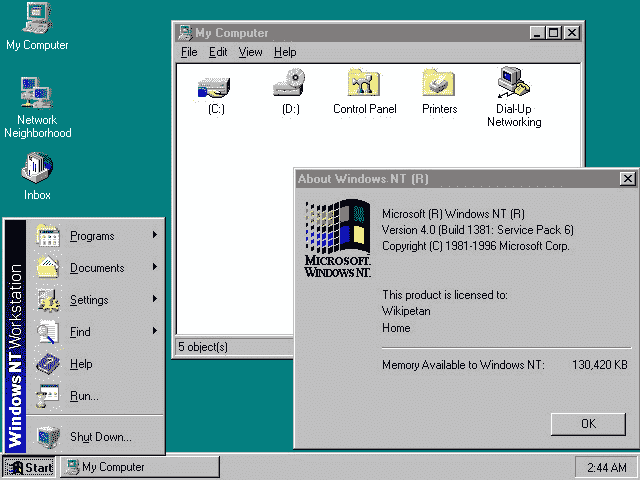 My Computer
Network
Neighborhood
Inbox
My Computer
File Edit View Help
(C:)
(D:)
Control Panel
Printers
Dial-Up
Networking
5 object(s)
About Windows NT (R)
MICROSOFT.
WINDOWS NT.
Microsoft (R) Windows NT (R)
Version 4.0 (Build 1381: Service Pack 6)
Copyright (C) 1981-1996 Microsoft Corp.
This product is licensed to:
Wikipetan
Home
Memory Available to Windows NT: 130,420 KB
OK
Windows NT Workstation
Programs
Documents
Settings
Find
Help
Run...
Shut Down...
Start
My Computer
2:44 AM